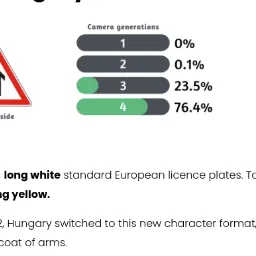 Camera generations
1 0%
2 0.1%
3 23.5%
4 76.4%
side
long white standard European licence plates. To
ng yellow.
2, Hungary switched to this new character format,
coat of arms.